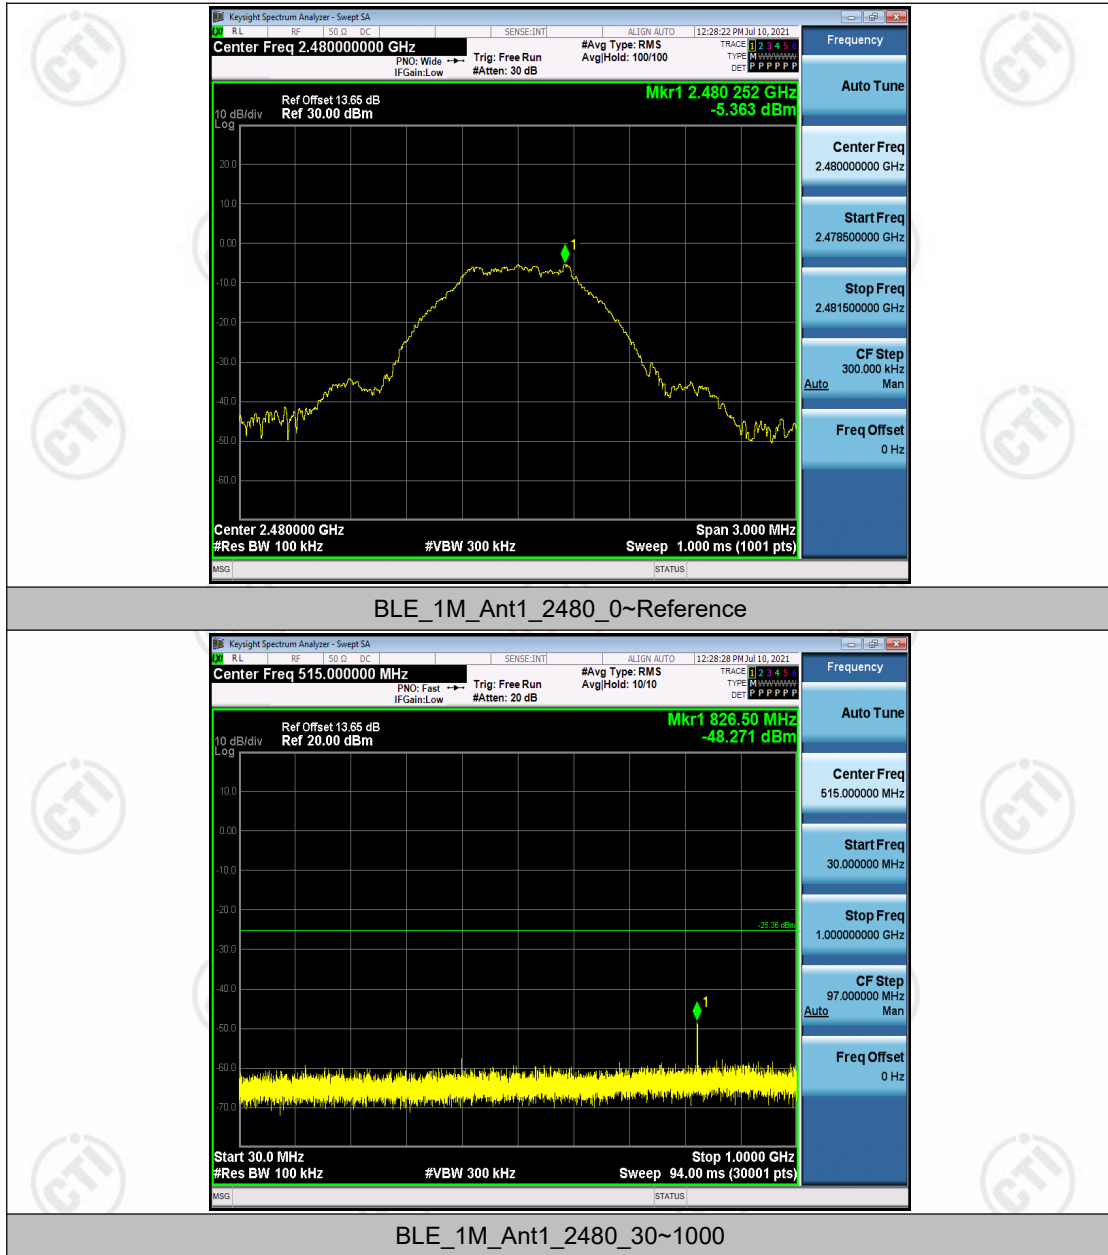 Keysight Spectrum Analyzer - Swept SA
RL RF 50 Ω DC SENSE:INT ALIGN AUTO 12:28:22 PM Jul 10, 2021
Center Freq 2.480000000 GHz #Avg Type: RMS TRACE 1 2 3 4 5 6
PNO: Wide Trig: Free Run Avg|Hold: 100/100 TYPE M W W W W W
IFGain:Low #Atten: 30 dB DET P P P P P P
Frequency
Auto Tune
Mkr1 2.480 252 GHz
-5.363 dBm
Ref Offset 13.65 dB
10 dB/div Ref 30.00 dBm
Log
20.0
10.0
0.00
-10.0
-20.0
-30.0
-40.0
-50.0
-60.0
1
Center Freq
2.480000000 GHz
Start Freq
2.478500000 GHz
Stop Freq
2.481500000 GHz
CF Step
300.000 kHz
Auto Man
Freq Offset
0 Hz
Center 2.480000 GHz Span 3.000 MHz
#Res BW 100 kHz #VBW 300 kHz Sweep 1.000 ms (1001 pts)
MSG STATUS
BLE_1M_Ant1_2480_0~Reference
Keysight Spectrum Analyzer - Swept SA
RL RF 50 Ω DC SENSE:INT ALIGN AUTO 12:28:28 PM Jul 10, 2021
Center Freq 515.000000 MHz #Avg Type: RMS TRACE 1 2 3 4 5 6
PNO: Fast Trig: Free Run Avg|Hold: 10/10 TYPE M W W W W W
IFGain:Low #Atten: 20 dB DET P P P P P P
Frequency
Auto Tune
Mkr1 826.50 MHz
-48.271 dBm
Ref Offset 13.65 dB
10 dB/div Ref 20.00 dBm
Log
10.0
0.00
-10.0
-20.0
-30.0
-40.0
-50.0
-60.0
-70.0
-25.36 dBm
1
Center Freq
515.000000 MHz
Start Freq
30.000000 MHz
Stop Freq
1.000000000 GHz
CF Step
97.000000 MHz
Auto Man
Freq Offset
0 Hz
Start 30.0 MHz Stop 1.0000 GHz
#Res BW 100 kHz #VBW 300 kHz Sweep 94.00 ms (30001 pts)
MSG STATUS
BLE_1M_Ant1_2480_30~1000
CTI
CTI
CTI
CTI
CTI
CTI
CTI
CTI